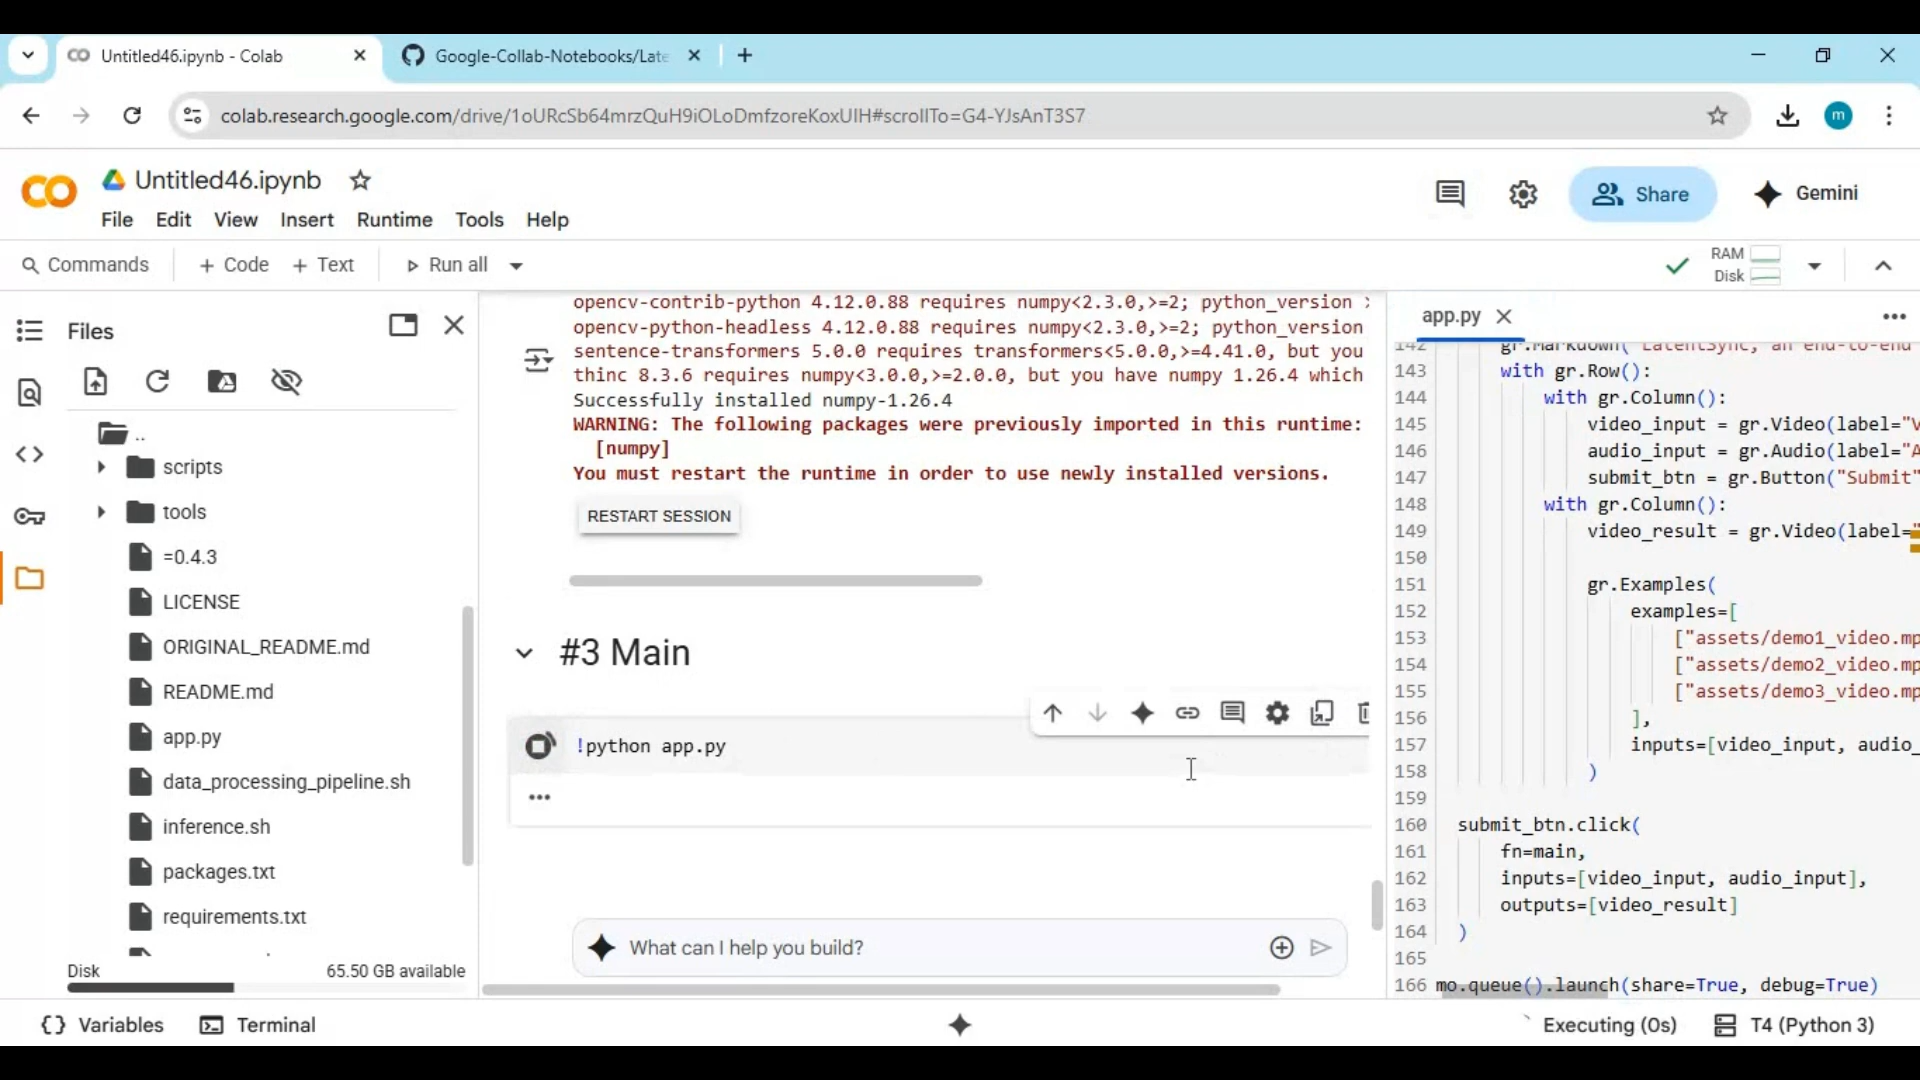 Untitled46.ipynb - Colab
Google-Collab-Notebooks/Late
colab.research.google.com/drive/1oURcSb64mrzQuH9iOLoDmfzoreKoxUIH#scrollTo=G4-YJsAnT3S7
m
CO
Untitled46.ipynb
File Edit View Insert Runtime Tools Help
Share
Gemini
Commands
+ Code + Text
Run all
RAM
Disk
Files
..
scripts
tools
=0.4.3
LICENSE
ORIGINAL_README.md
README.md
app.py
data_processing_pipeline.sh
inference.sh
packages.txt
requirements.txt
Disk 65.50 GB available
opencv-contrib-python 4.12.0.88 requires numpy<2.3.0,>=2; python_version >
opencv-python-headless 4.12.0.88 requires numpy<2.3.0,>=2; python_version
sentence-transformers 5.0.0 requires transformers<5.0.0,>=4.41.0, but you
thinc 8.3.6 requires numpy<3.0.0,>=2.0.0, but you have numpy 1.26.4 which
Successfully installed numpy-1.26.4
WARNING: The following packages were previously imported in this runtime:
[numpy]
You must restart the runtime in order to use newly installed versions.
RESTART SESSION
#3 Main
!python app.py
What can I help you build?
app.py
142 gr.Markdown("LatentSync, an end-to-end
143 with gr.Row():
144 with gr.Column():
145 video_input = gr.Video(label="V
146 audio_input = gr.Audio(label="A
147 submit_btn = gr.Button("Submit"
148 with gr.Column():
149 video_result = gr.Video(label="
150
151 gr.Examples(
152 examples=[
153 ["assets/demo1_video.mp
154 ["assets/demo2_video.mp
155 ["assets/demo3_video.mp
156 ],
157 inputs=[video_input, audio_
158 )
159
160 submit_btn.click(
161 fn=main,
162 inputs=[video_input, audio_input],
163 outputs=[video_result]
164 )
165
166 mo.queue().launch(share=True, debug=True)
Variables
Terminal
Executing (0s)
T4 (Python 3)